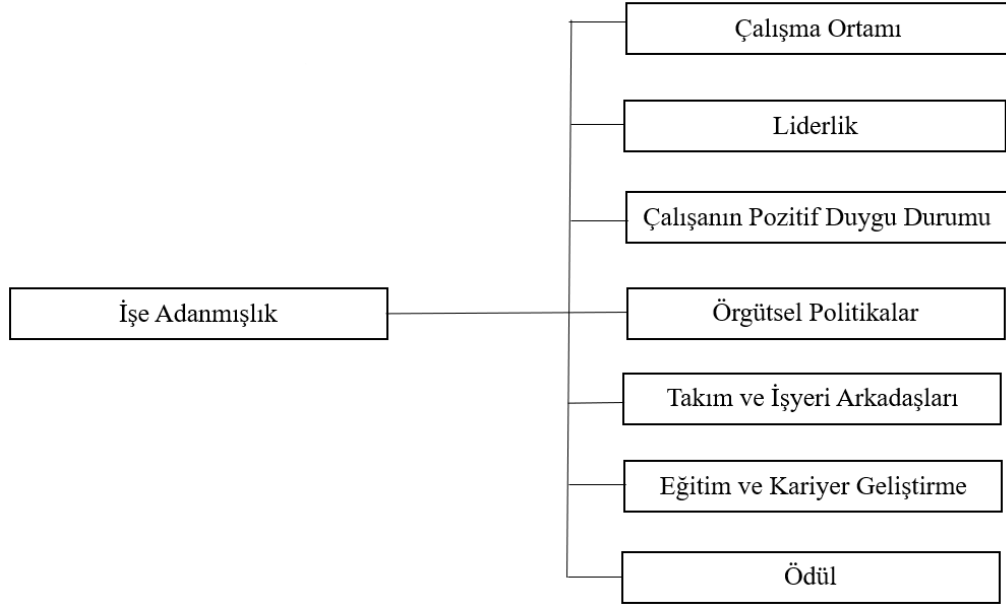 Çalışma Ortamı
Liderlik
Çalışanın Pozitif Duygu Durumu
İşe Adanmışlık
Örgütsel Politikalar
Takım ve İşyeri Arkadaşları
Eğitim ve Kariyer Geliştirme
Ödül